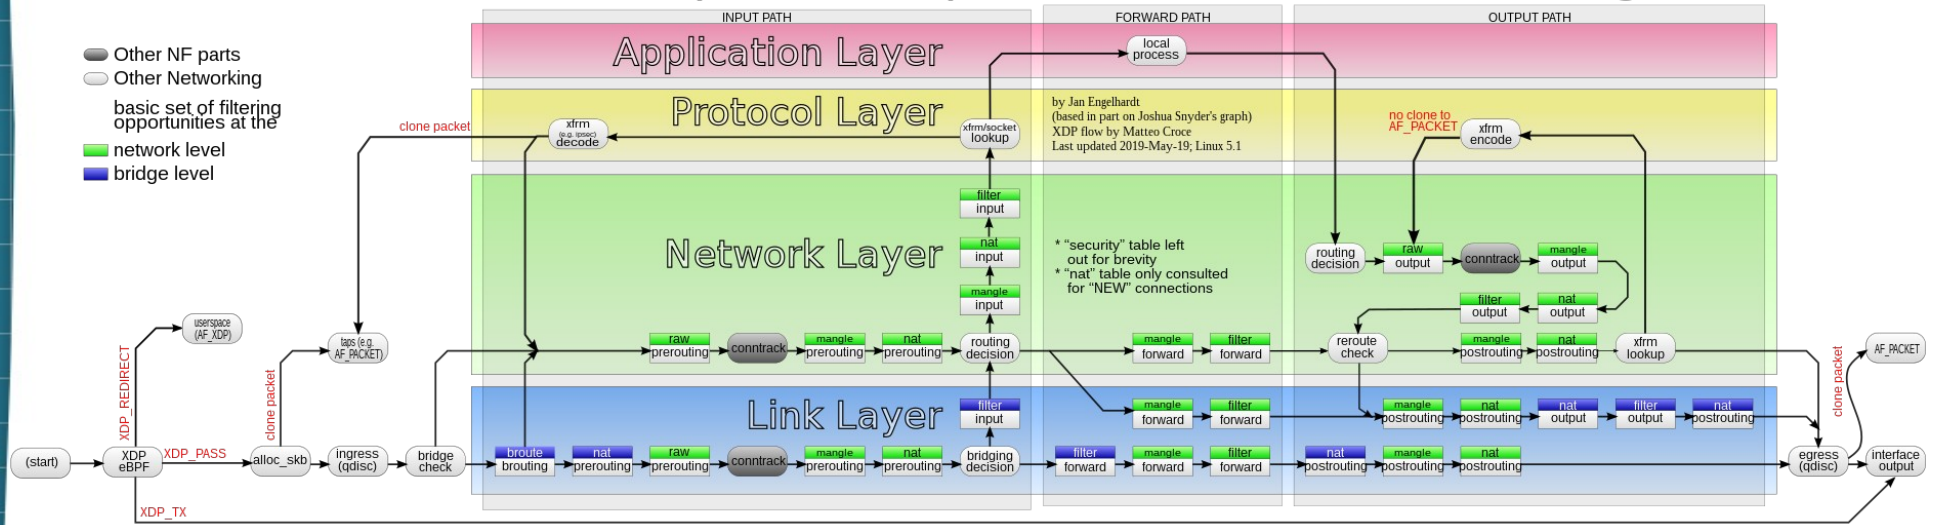 INPUT PATH
FORWARD PATH
OUTPUT PATH
Other NF parts
Other Networking
basic set of filtering
opportunities at the
network level
bridge level
Application Layer
local
process
Protocol Layer
clone packet
xfrm
(e.g. ipsec)
decode
xfrm/socket
lookup
by Jan Engelhardt
(based in part on Joshua Snyder's graph)
XDP flow by Matteo Croce
Last updated 2019-May-19; Linux 5.1
no clone to
AF_PACKET
xfrm
encode
Network Layer
filter
input
nat
input
mangle
input
* “security” table left
out for brevity
* “nat” table only consulted
for “NEW” connections
routing
decision
raw
output
conntrack
mangle
output
filter
output
nat
output
userspace
(AF_XDP)
taps (e.g.
AF_PACKET)
raw
prerouting
conntrack
mangle
prerouting
nat
prerouting
routing
decision
mangle
forward
filter
forward
reroute
check
mangle
postrouting
nat
postrouting
xfrm
lookup
AF_PACKET
XDP_REDIRECT
clone packet
clone packet
Link Layer
filter
input
mangle
forward
filter
forward
mangle
postrouting
nat
postrouting
nat
output
filter
output
nat
postrouting
(start)
XDP
eBPF
XDP_PASS
alloc_skb
ingress
(qdisc)
bridge
check
broute
brouting
nat
prerouting
raw
prerouting
conntrack
mangle
prerouting
nat
prerouting
bridging
decision
filter
forward
mangle
forward
filter
forward
nat
postrouting
mangle
postrouting
nat
postrouting
egress
(qdisc)
interface
output
XDP_TX